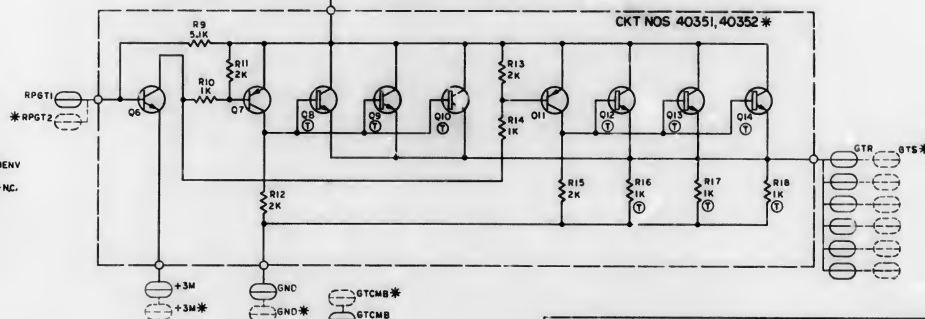 CKT NOS 40351, 40352*
R9
5.1K
R11
2K
R10
1K
R13
2K
R14
1K
RPGT1
*RPGT2
Q6
Q7
Q8
T
Q9
T
Q10
T
Q11
Q12
T
Q13
T
Q14
T
GTR
GTS*
ENV
N.C.
R12
2K
R15
2K
R16
1K
T
R17
1K
T
R18
1K
T
+3M
+3M*
GND
GND*
GTCMB*
GTCMB